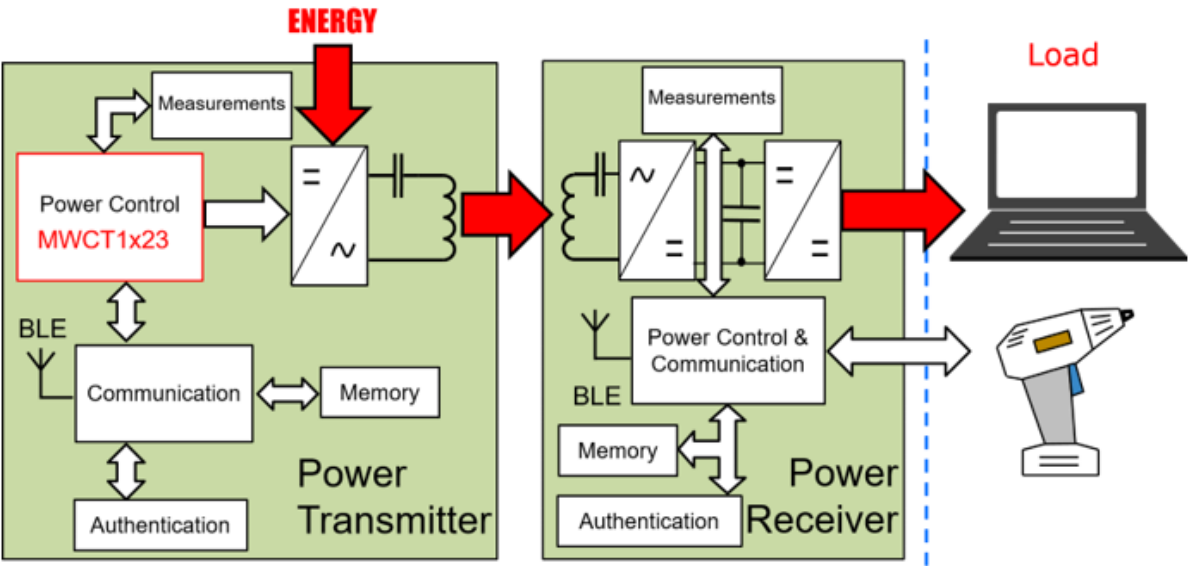 ENERGY
Measurements
Power Control
MWCT1x23
BLE
Communication
Memory
Authentication
Power
Transmitter
Measurements
Power Control &
Communication
BLE
Memory
Authentication
Power
Receiver
Load